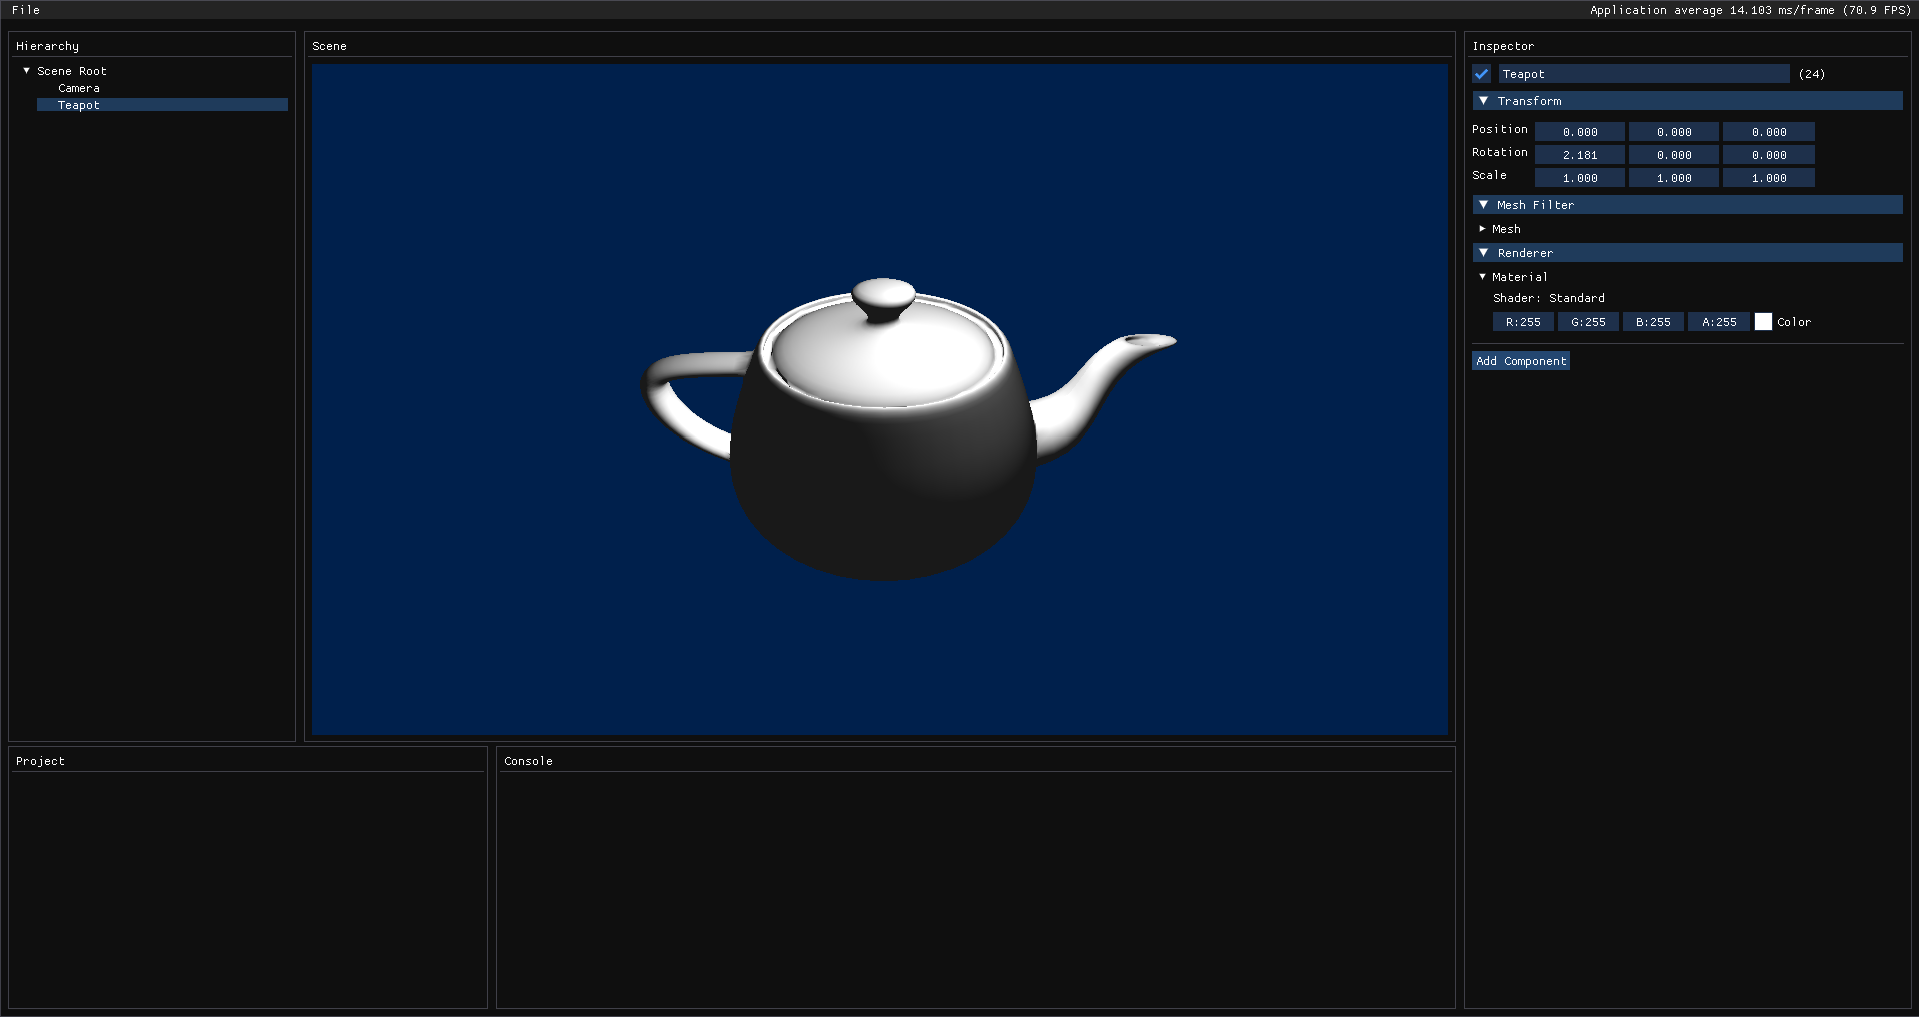 File
Application average 14.103 ms/frame (70.9 FPS)
Hierarchy
Scene Root
Camera
Teapot
Scene
Inspector
Teapot (24)
Transform
Position 0.000 0.000 0.000
Rotation 2.181 0.000 0.000
Scale 1.000 1.000 1.000
Mesh Filter
Mesh
Renderer
Material
Shader: Standard
R:255 G:255 B:255 A:255 Color
Add Component
Project
Console